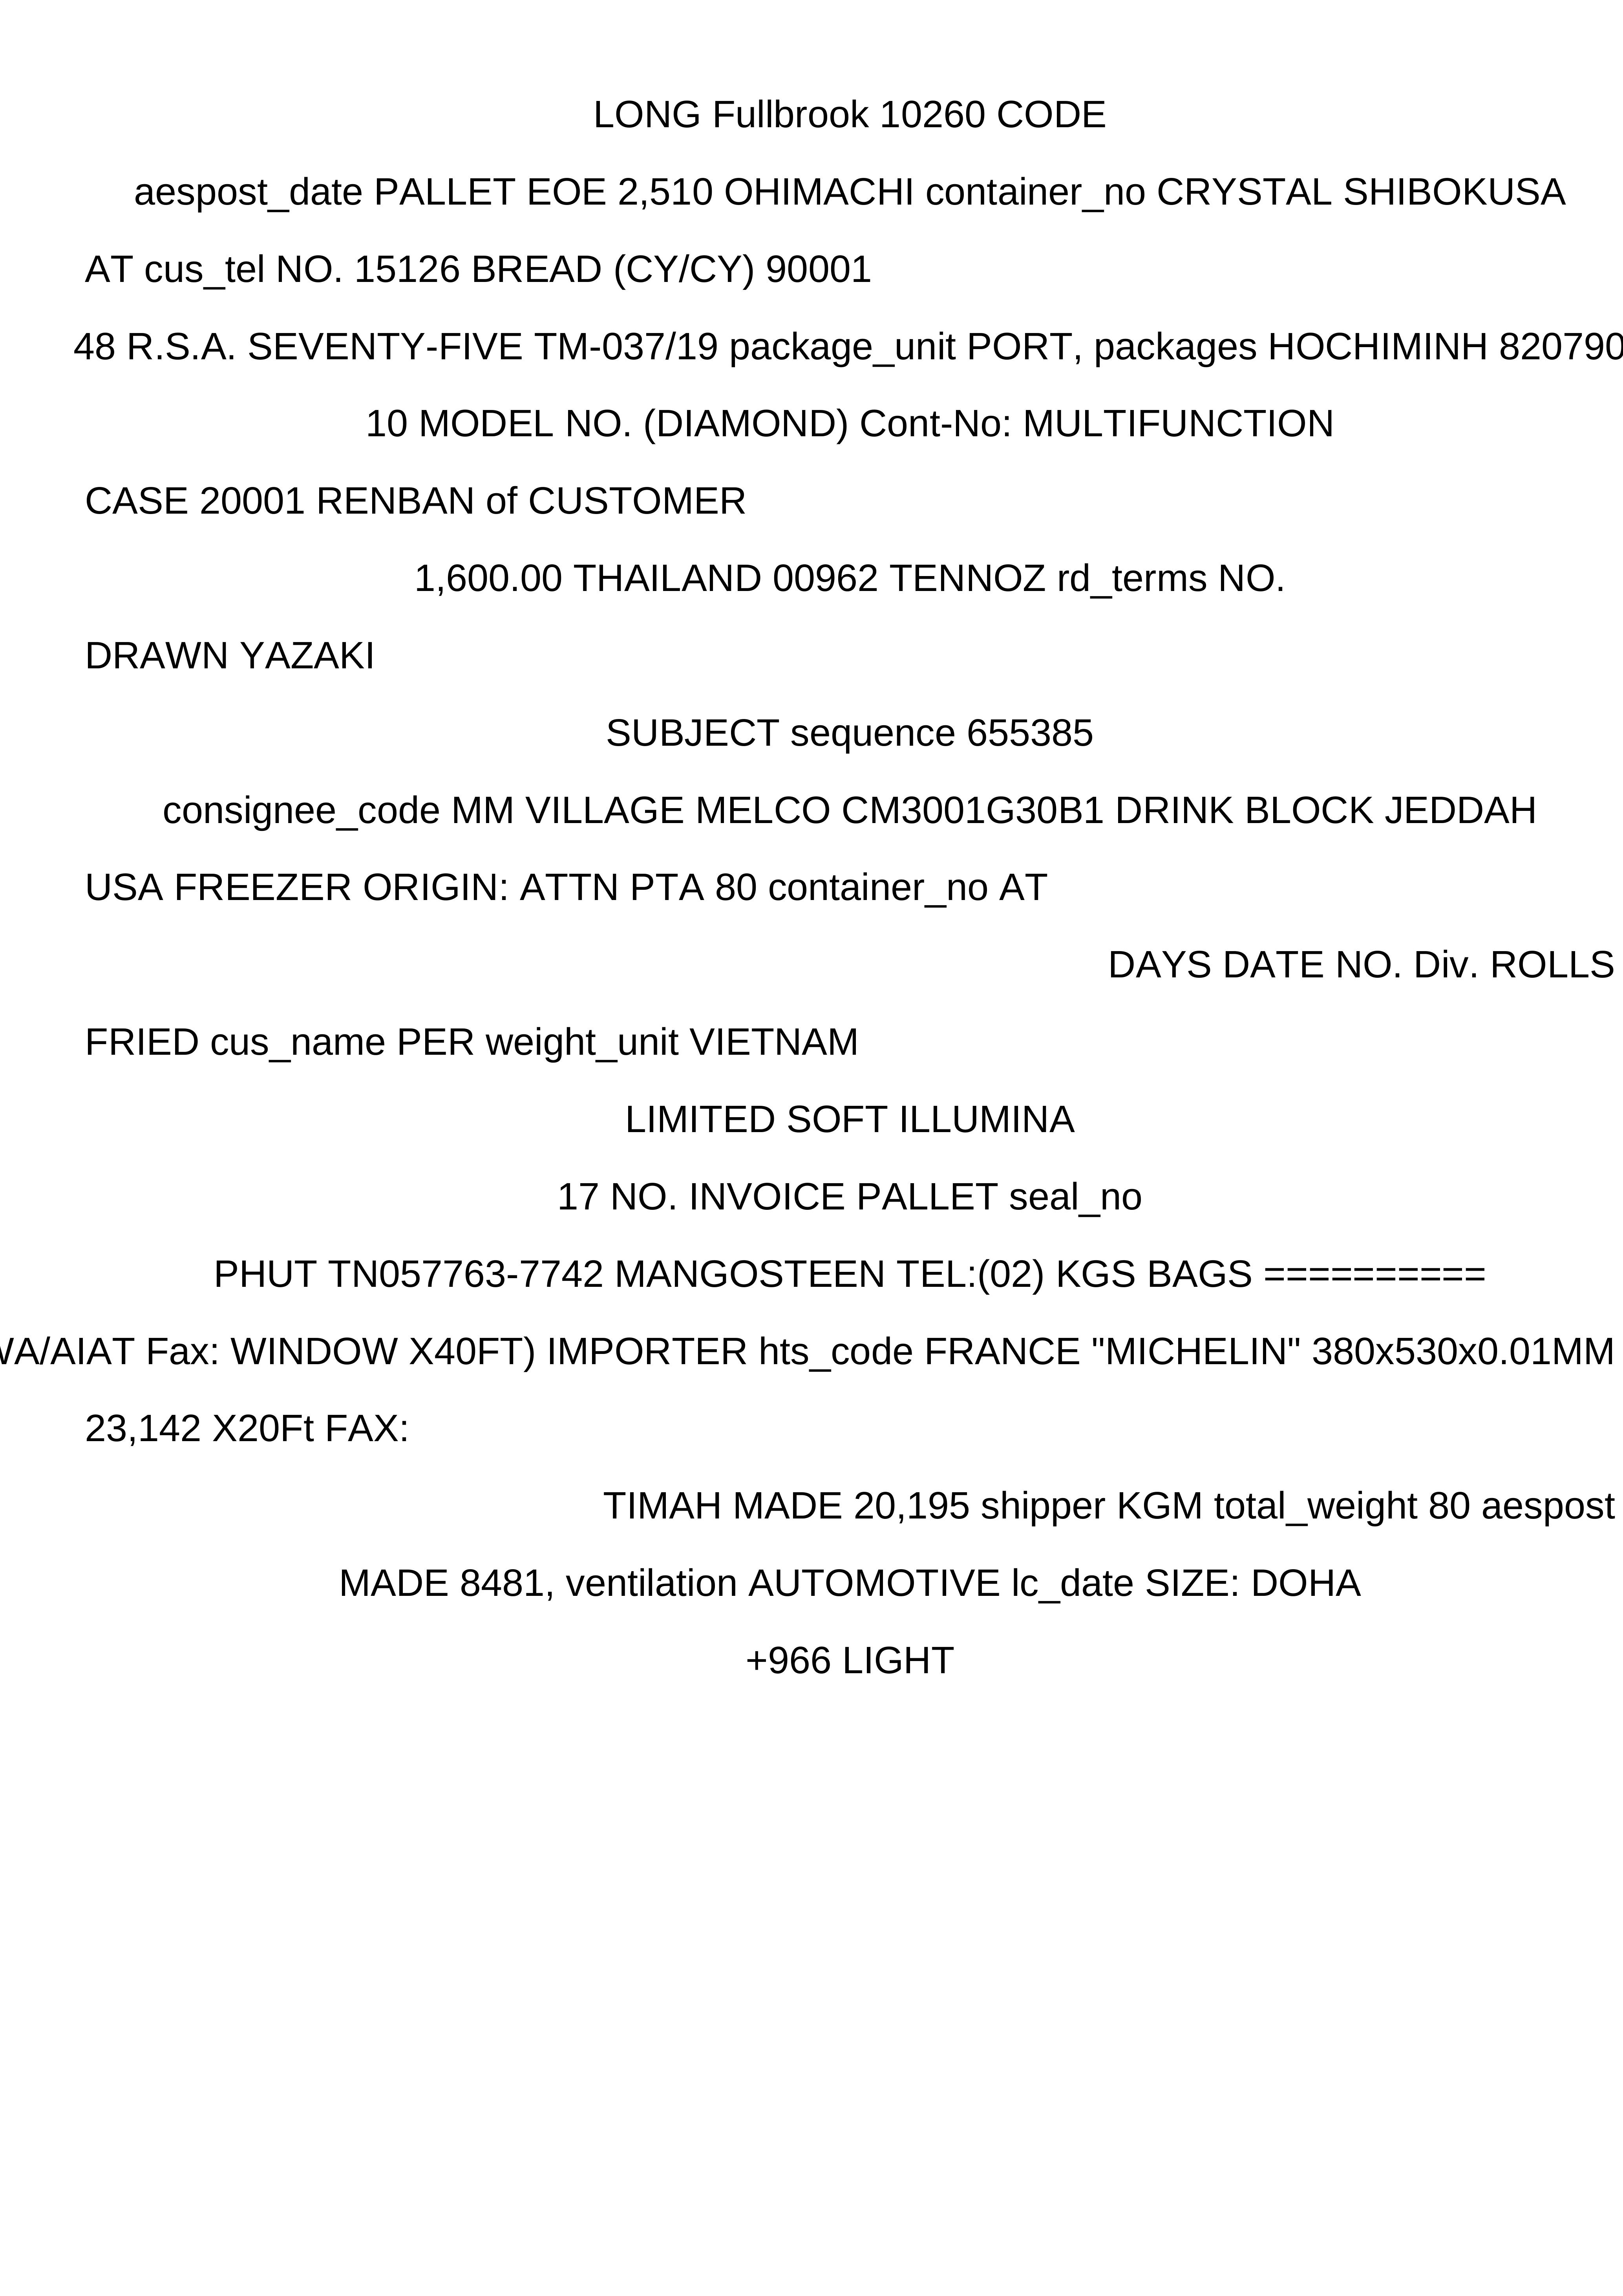 LONG Fullbrook 10260 CODE
aespost_date PALLET EOE 2,510 OHIMACHI container_no CRYSTAL SHIBOKUSA
AT cus_tel NO. 15126 BREAD (CY/CY) 90001
48 R.S.A. SEVENTY-FIVE TM-037/19 package_unit PORT, packages HOCHIMINH 820790
10 MODEL NO. (DIAMOND) Cont-No: MULTIFUNCTION
CASE 20001 RENBAN of CUSTOMER
1,600.00 THAILAND 00962 TENNOZ rd_terms NO.
DRAWN YAZAKI
SUBJECT sequence 655385
consignee_code MM VILLAGE MELCO CM3001G30B1 DRINK BLOCK JEDDAH
USA FREEZER ORIGIN: ATTN PTA 80 container_no AT
DAYS DATE NO. Div. ROLLS
FRIED cus_name PER weight_unit VIETNAM
LIMITED SOFT ILLUMINA
17 NO. INVOICE PALLET seal_no
PHUT TN057763-7742 MANGOSTEEN TEL:(02) KGS BAGS ==========
Fax: WINDOW X40FT) IMPORTER hts_code FRANCE "MICHELIN" 380x530x0.01MM
23,142 X20Ft FAX:
TIMAH MADE 20,195 shipper KGM total_weight 80 aespost
MADE 8481, ventilation AUTOMOTIVE lc_date SIZE: DOHA
+966 LIGHT